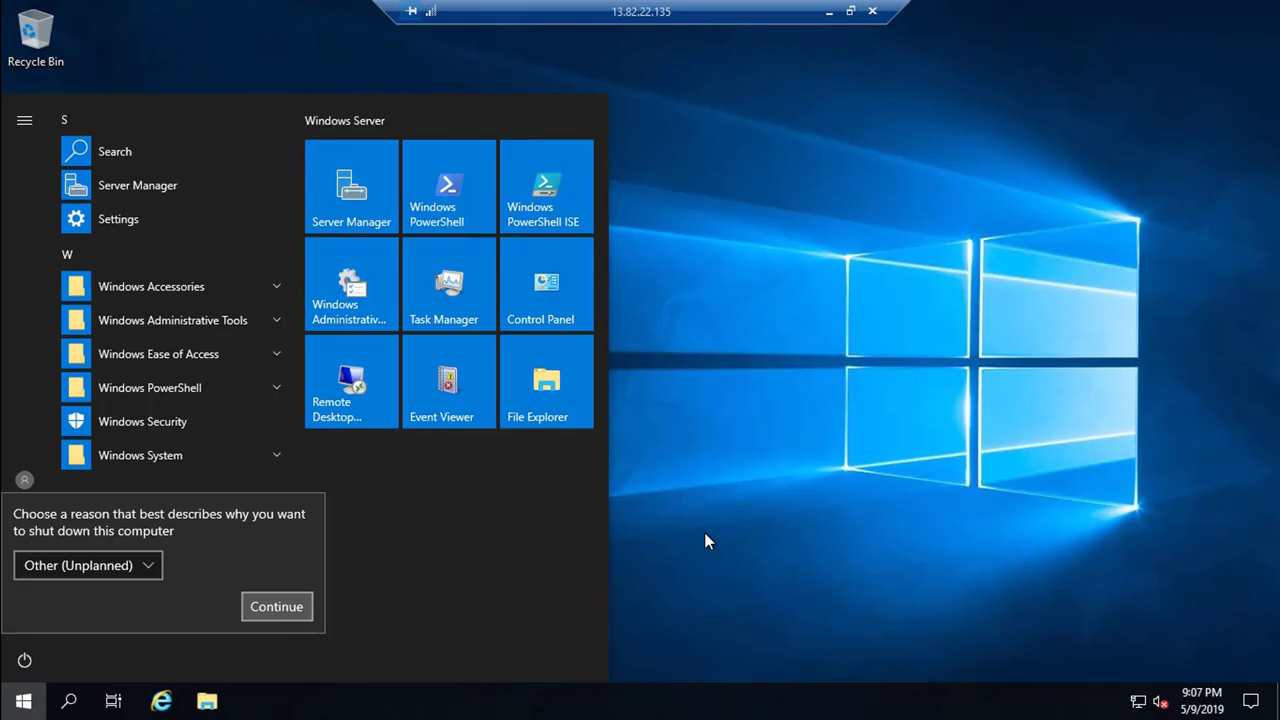 13.82.22.135
Recycle Bin
S
Search
Server Manager
Settings
W
Windows Accessories
Windows Administrative Tools
Windows Ease of Access
Windows PowerShell
Windows Security
Windows System
Windows Server
Server Manager
Windows
PowerShell
Windows
PowerShell ISE
Windows
Administrativ...
Task Manager
Control Panel
Remote
Desktop...
Event Viewer
File Explorer
Choose a reason that best describes why you want
to shut down this computer
Other (Unplanned)
Continue
9:07 PM
5/9/2019